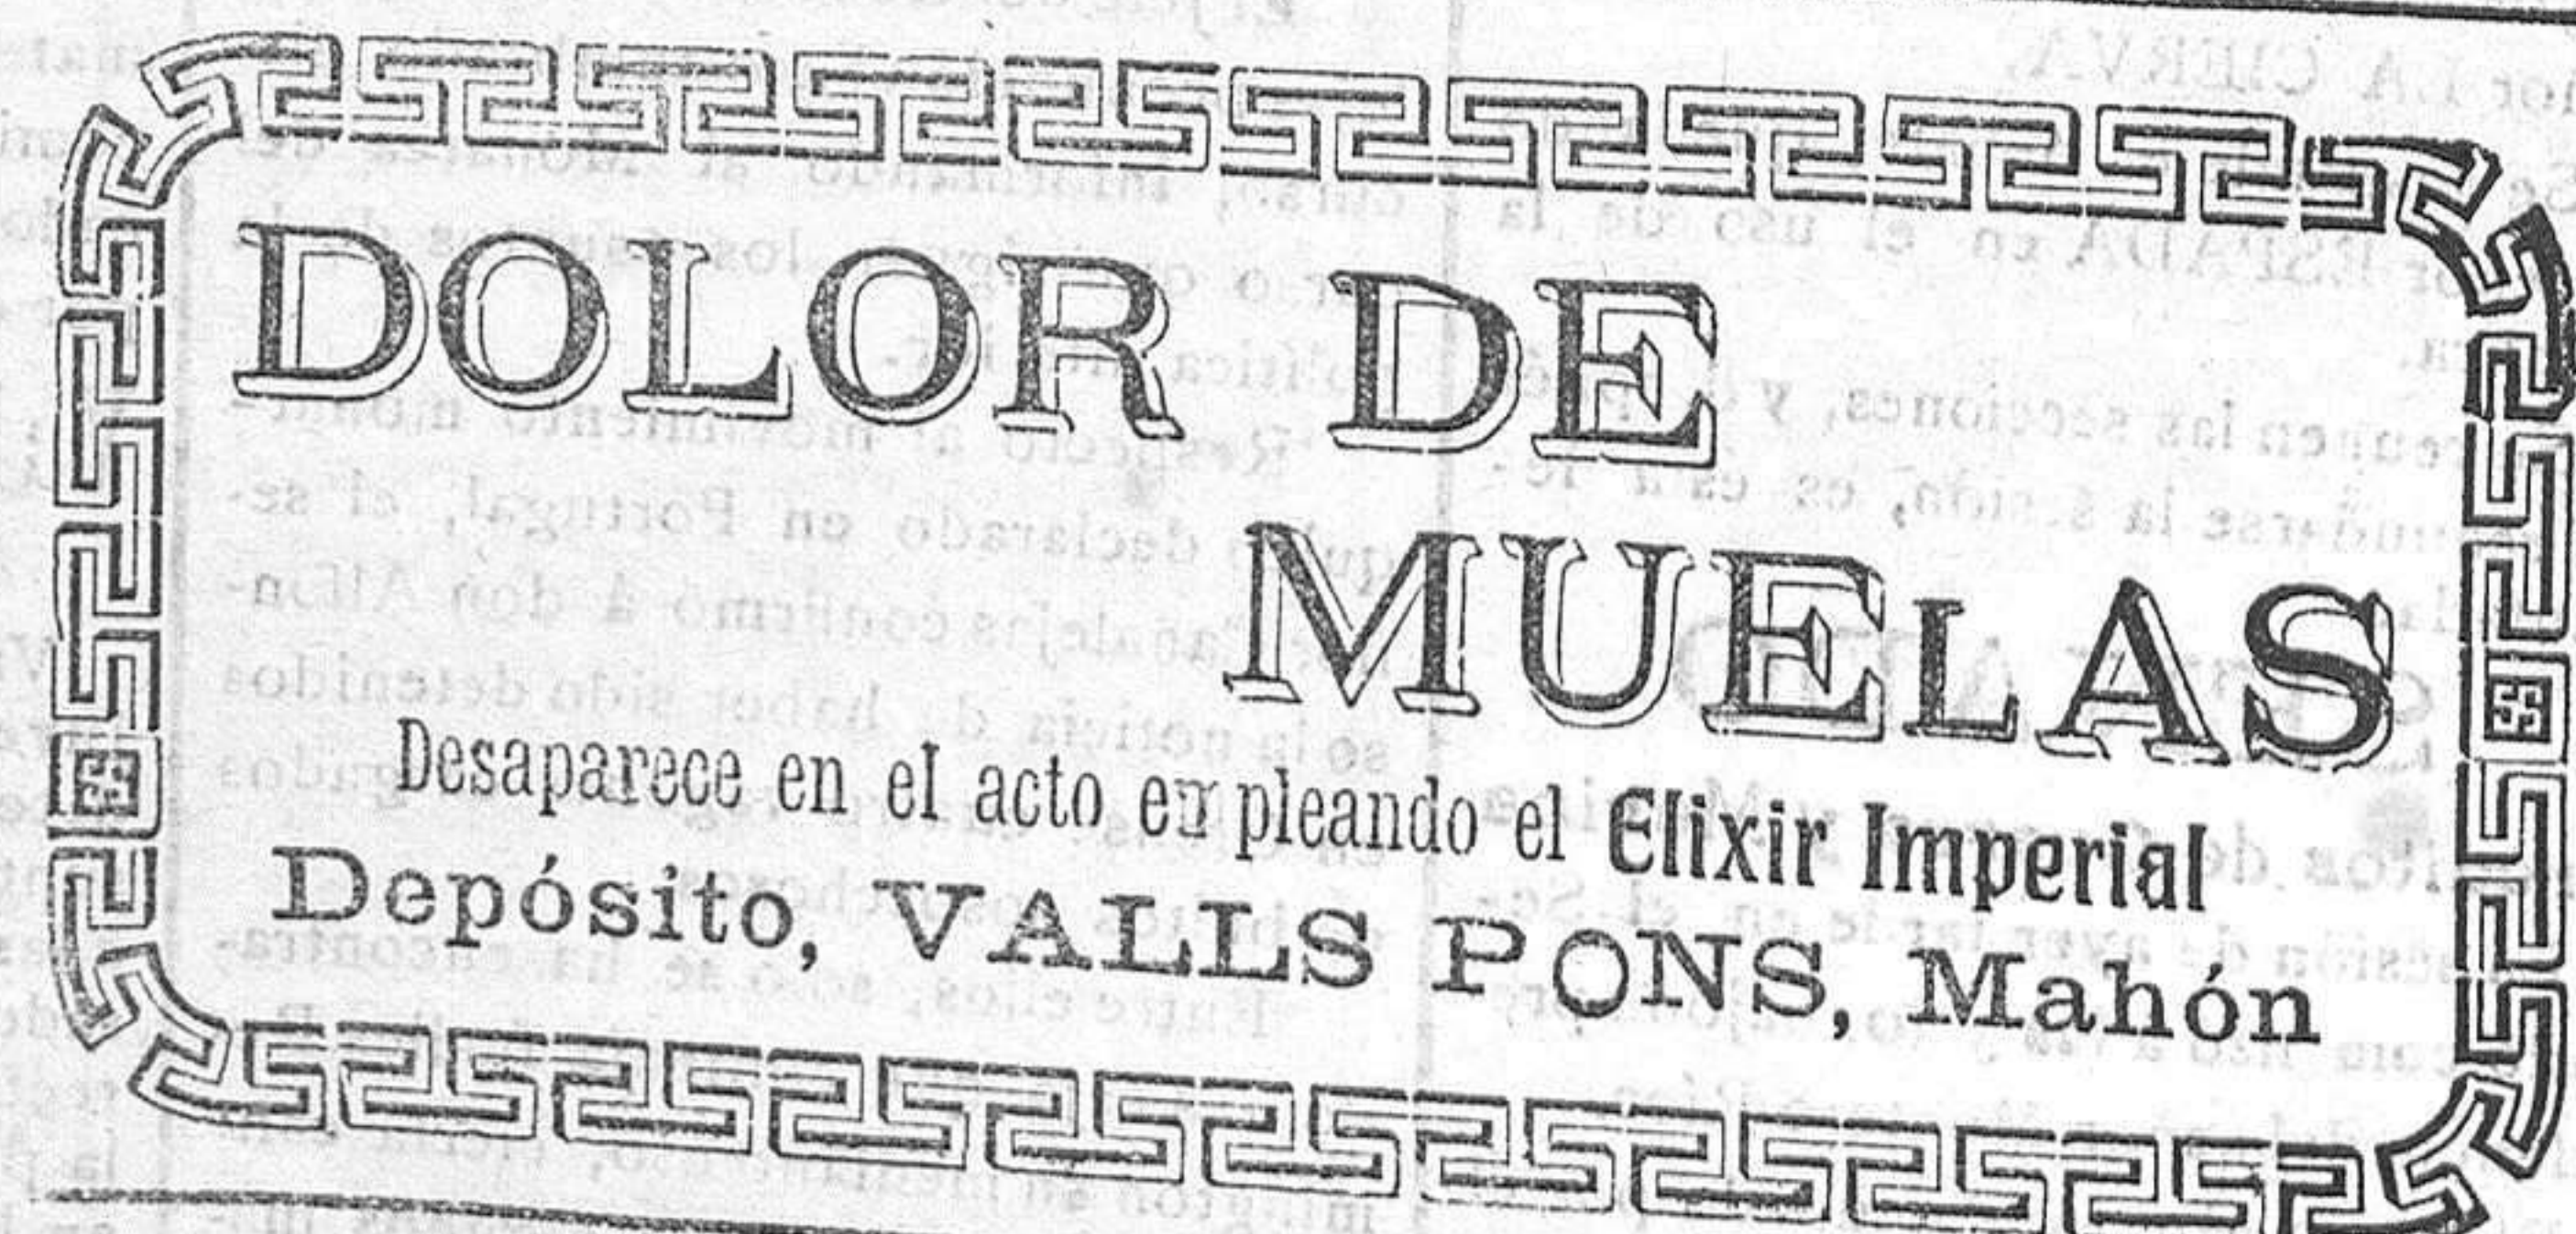 DOLOR DE
MUELAS
Desaparece en el acto empleando el Elixir Imperial
Depósito, VALLS PONS, Mahón